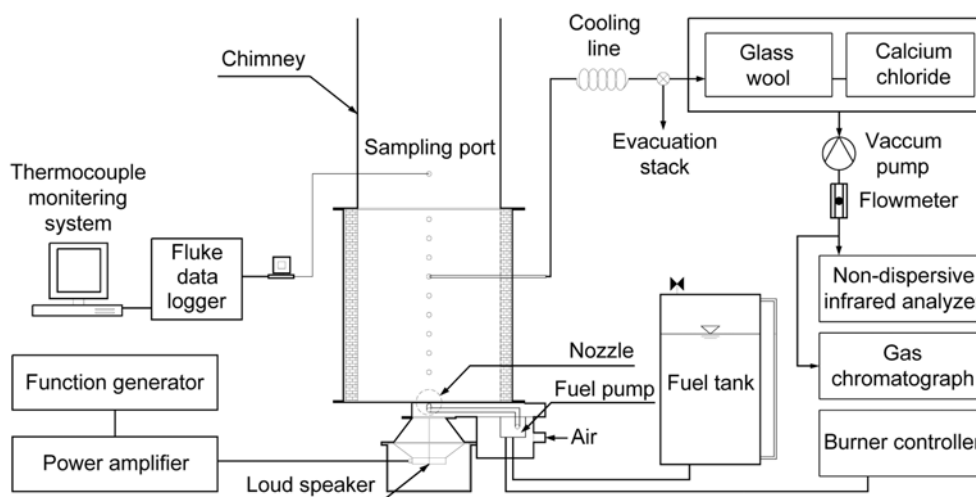 Cooling
line
Glass
wool
Calcium
chloride
Chimney
Sampling port
Evacuation
stack
Vaccum
pump
Flowmeter
Thermocouple
monitering
system
Fluke
data
logger
Non-dispersive
infrared analyzer
Nozzle
Fuel pump
Fuel tank
Gas
chromatograph
Function generator
Air
Burner controller
Power amplifier
Loud speaker